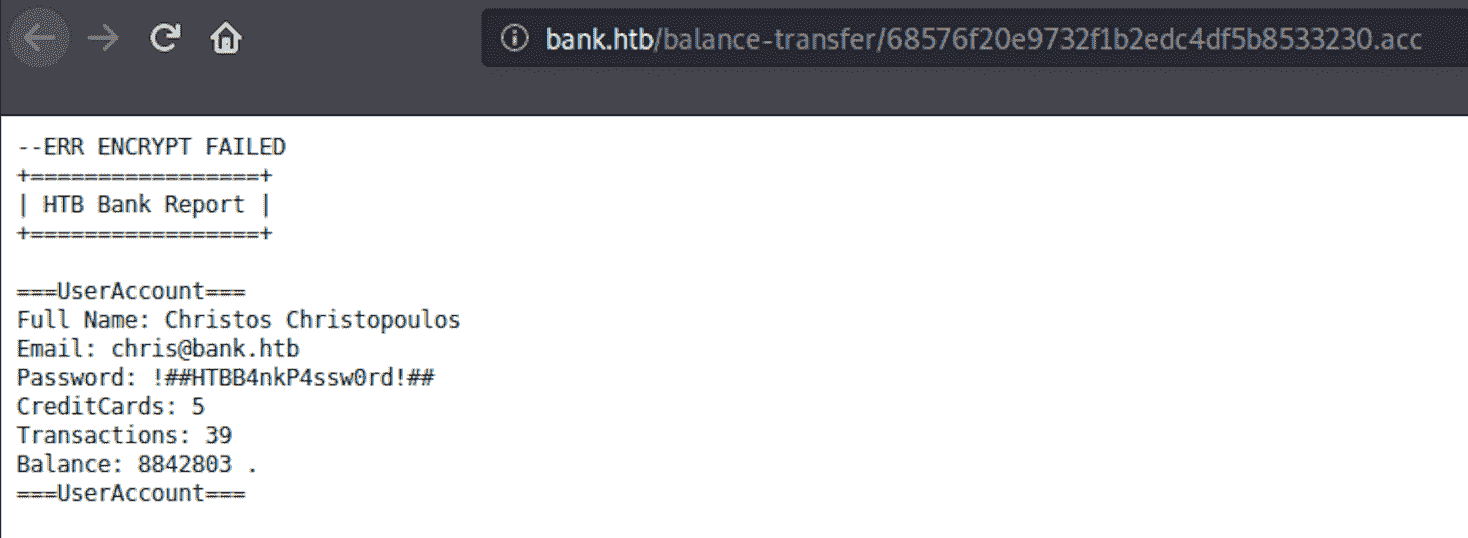 bank.htb/balance-transfer/68576f20e9732f1b2edc4df5b8533230.acc
--ERR ENCRYPT FAILED
+=================+
| HTB Bank Report |
+=================+
===UserAccount===
Full Name: Christos Christopoulos
Email: chris@bank.htb
Password: !##HTBB4nkP4ssw0rd!##
CreditCards: 5
Transactions: 39
Balance: 8842803 .
===UserAccount===